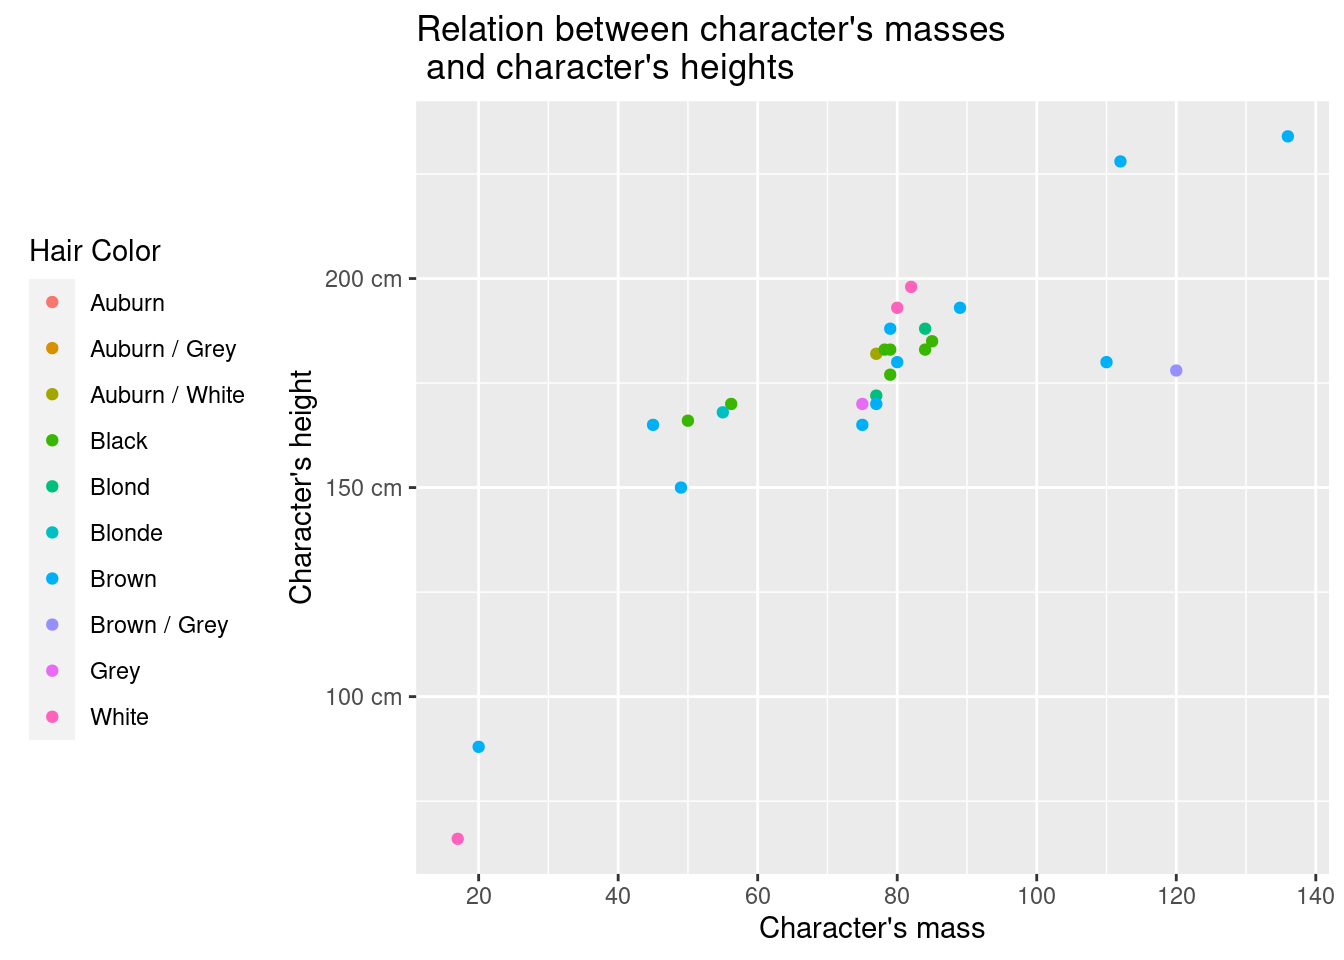 Relation between character's masses
and character's heights
Hair Color
Auburn
Auburn / Grey
Auburn / White
Black
Blond
Blonde
Brown
Brown / Grey
Grey
White
Character's height
200 cm
150 cm
100 cm
20 40 60 80 100 120 140
Character's mass